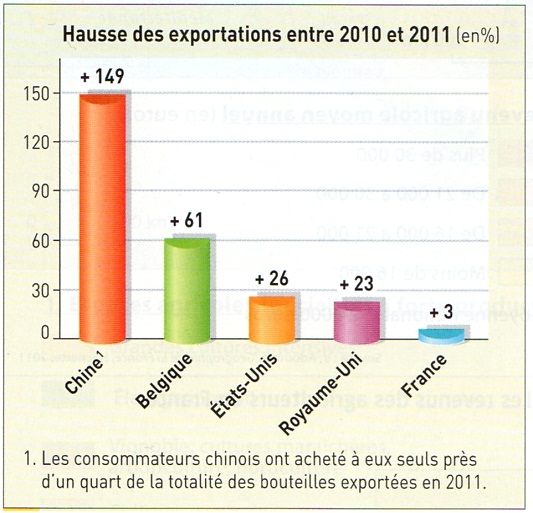 Hausse des exportations entre 2010 et 2011 (en%)
+ 149
150
120
+ 61
90
60
+ 26
+ 23
30
+ 3
0
Chine¹
Belgique
États-Unis
Royaume-Uni
France
1. Les consommateurs chinois ont acheté à eux seuls près
d'un quart de la totalité des bouteilles exportées en 2011.